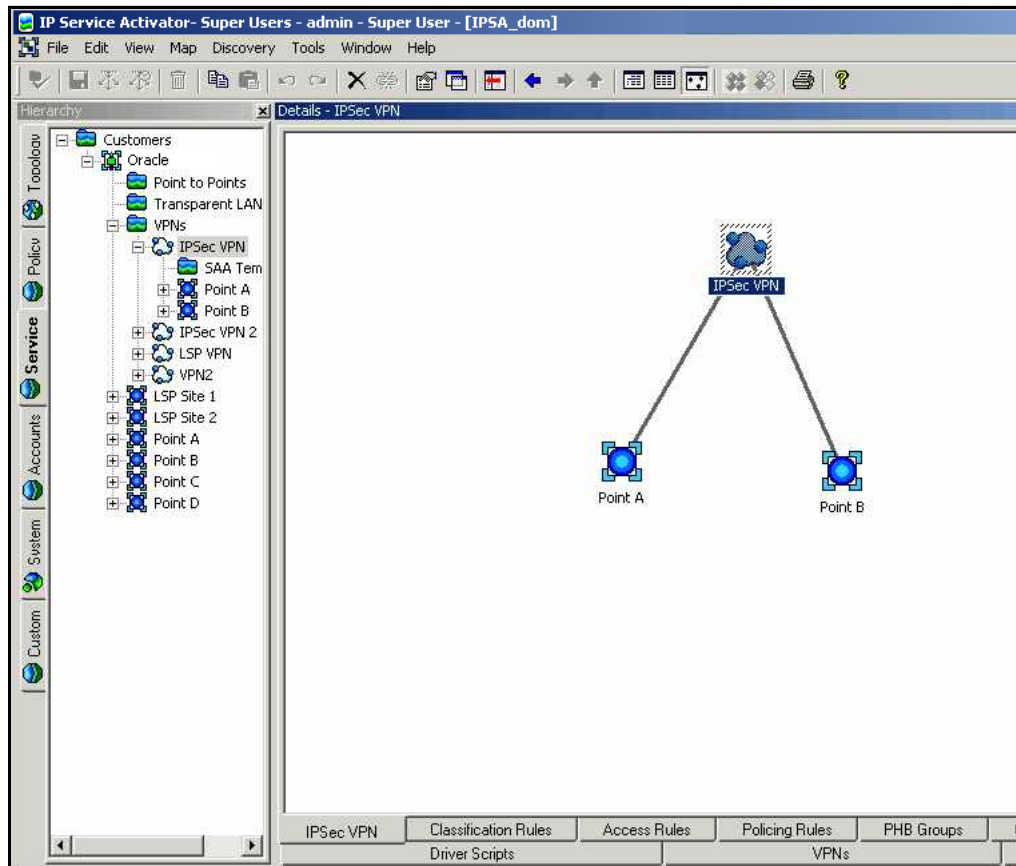 IP Service Activator- Super Users - admin - Super User - [IPSA_dom]
File Edit View Map Discovery Tools Window Help
Hierarchy
Details - IPSec VPN
Topology
Policy
Service
Accounts
System
Custom
Customers
Oracle
Point to Points
Transparent LAN
VPNs
IPSec VPN
SAA Tem
Point A
Point B
IPSec VPN 2
LSP VPN
VPN2
LSP Site 1
LSP Site 2
Point A
Point B
Point C
Point D
IPSec VPN
Point A
Point B
IPSec VPN Classification Rules Access Rules Policing Rules PHB Groups
Driver Scripts VPNs